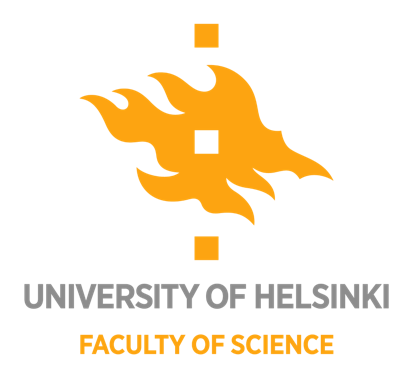 UNIVERSITY OF HELSINKI
FACULTY OF SCIENCE